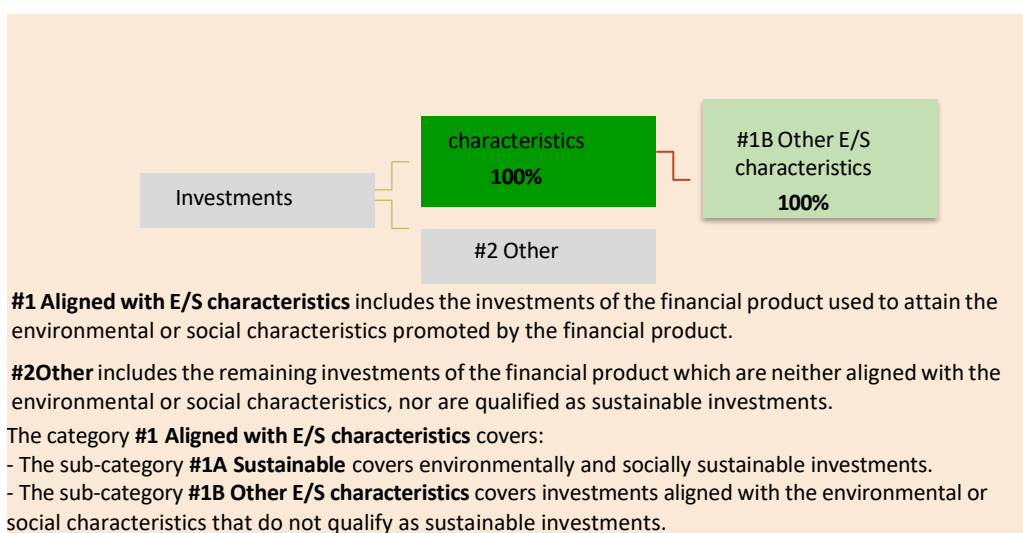 characteristics
100%
#1B Other E/S
characteristics
100%
Investments
#2 Other
#1 Aligned with E/S characteristics includes the investments of the financial product used to attain the
environmental or social characteristics promoted by the financial product.
#2Other includes the remaining investments of the financial product which are neither aligned with the
environmental or social characteristics, nor are qualified as sustainable investments.
The category #1 Aligned with E/S characteristics covers:
- The sub-category #1A Sustainable covers environmentally and socially sustainable investments.
- The sub-category #1B Other E/S characteristics covers investments aligned with the environmental or
social characteristics that do not qualify as sustainable investments.